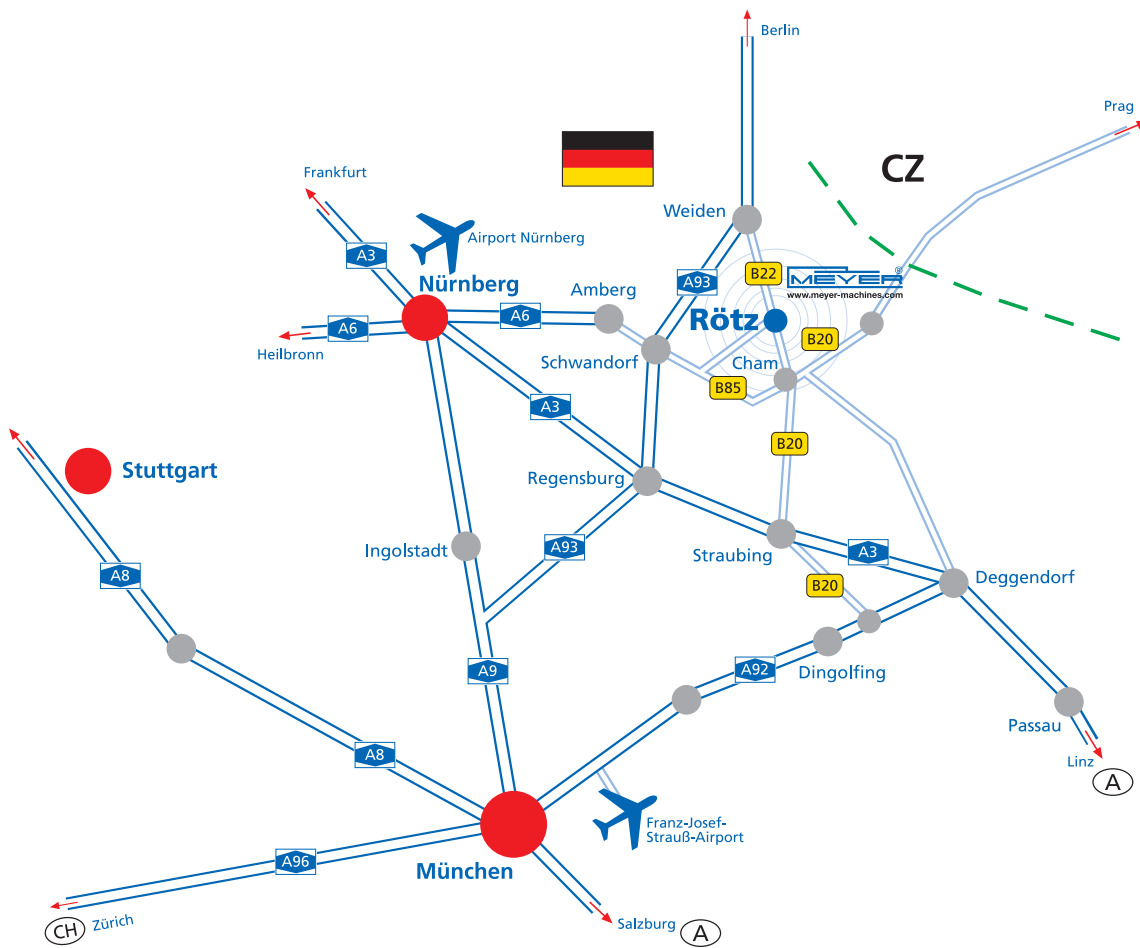 Berlin
Prag
CZ
Frankfurt
Weiden
Airport Nürnberg
A3
B22
MEYER®
www.meyer-machines.com
A93
Nürnberg
Amberg
A6
A6
Rötz
B20
Heilbronn
Schwandorf
Cham
B85
A3
B20
Stuttgart
Regensburg
Ingolstadt
A93
Straubing
A3
A8
Deggendorf
B20
A9
A92
Dingolfing
Passau
A8
Linz
A
Franz-Josef-
Strauß-Airport
A96
München
CH
Zürich
Salzburg
A